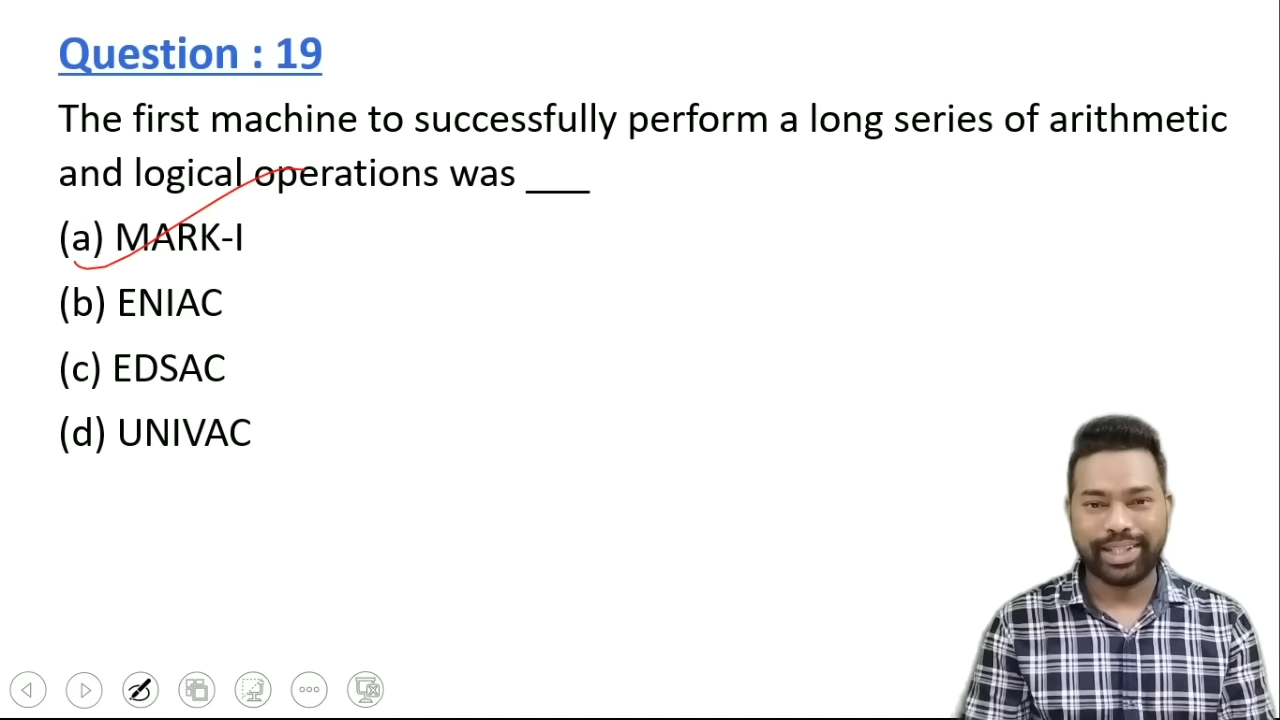 Question : 19
The first machine to successfully perform a long series of arithmetic
and logical operations was ___
(a) MARK-I
(b) ENIAC
(c) EDSAC
(d) UNIVAC